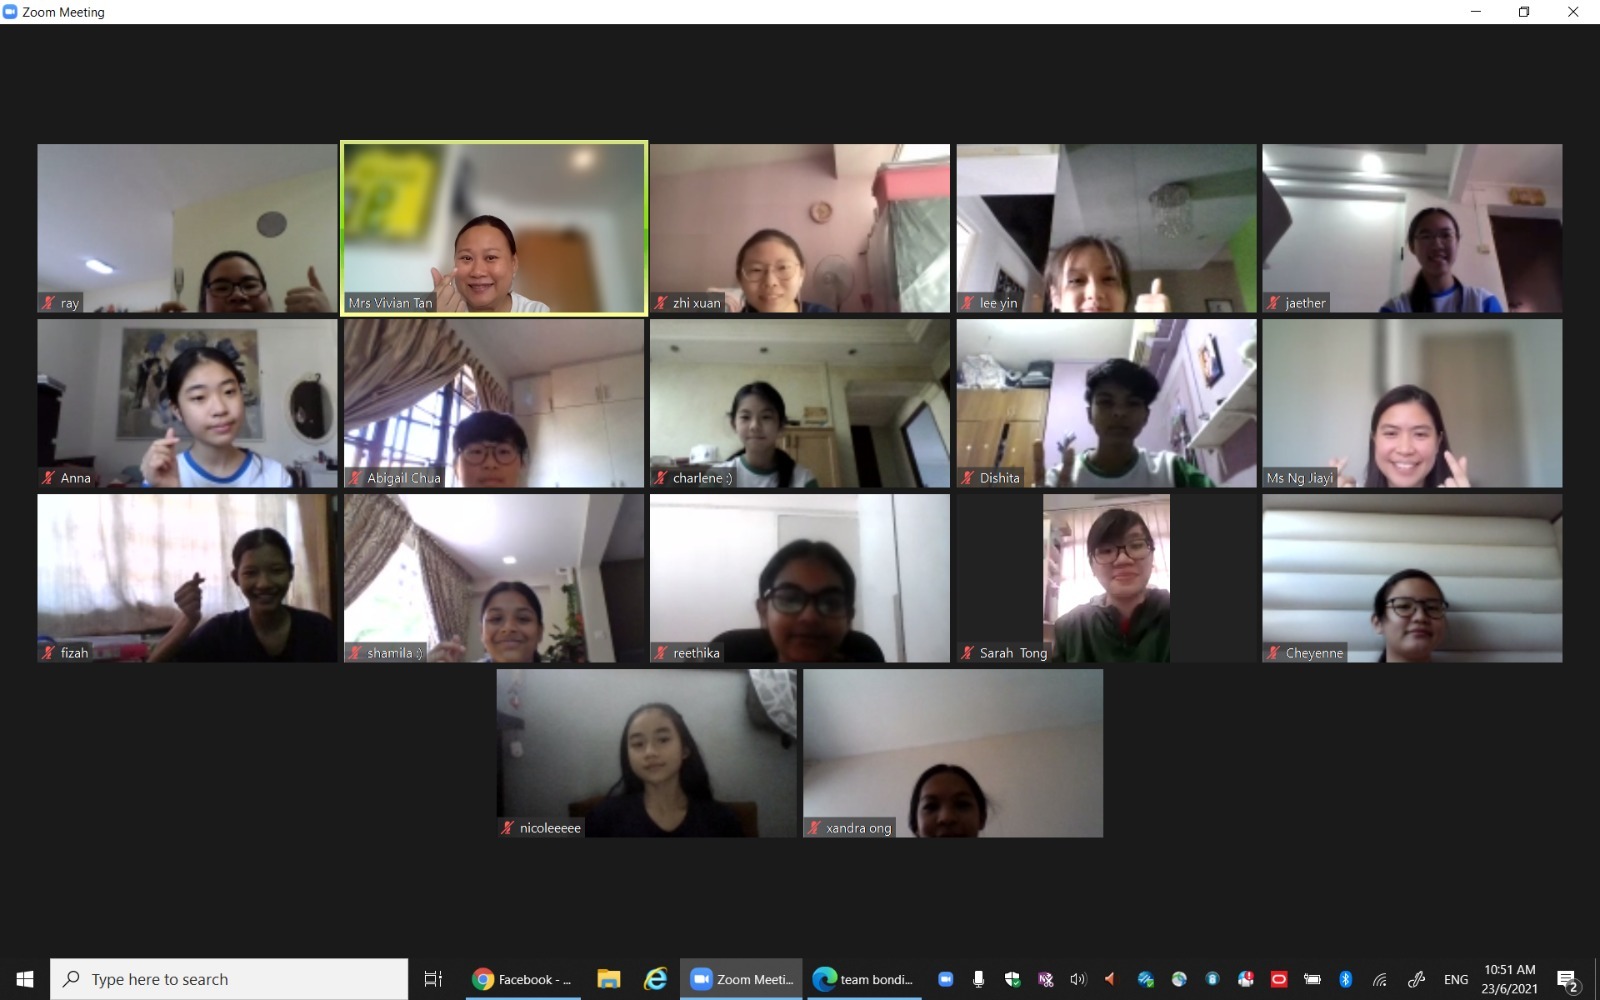 Zoom Meeting
ray
Mrs Vivian Tan
zhi xuan
lee yin
jaether
Anna
Abigail Chua
charlene :)
Dishita
Ms Ng Jiayi
fizah
shamila :)
reethika
Sarah Tong
Cheyenne
nicoleeeee
xandra ong
Type here to search
Facebook - ...
Zoom Meeti...
team bondi...
ENG
10:51 AM
23/6/2021
2